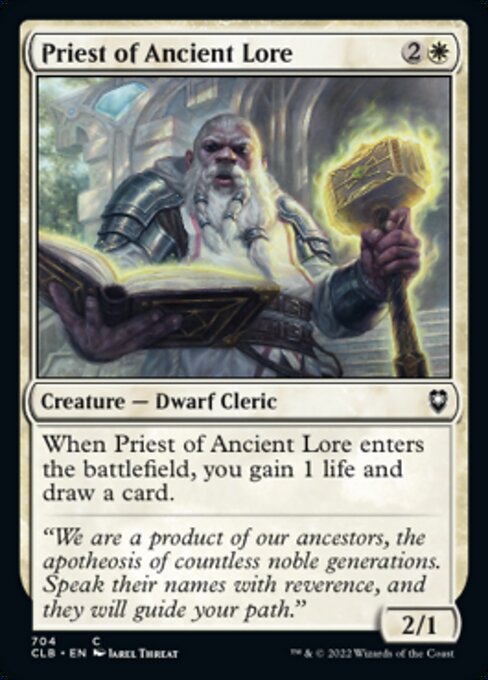 Priest of Ancient Lore 2
Creature — Dwarf Cleric
When Priest of Ancient Lore enters
the battlefield, you gain 1 life and
draw a card.
“We are a product of our ancestors, the
apotheosis of countless noble generations.
Speak their names with reverence, and
they will guide your path.”
2/1
704 C
CLB • EN Jarel Threat ™ & © 2022 Wizards of the Coast